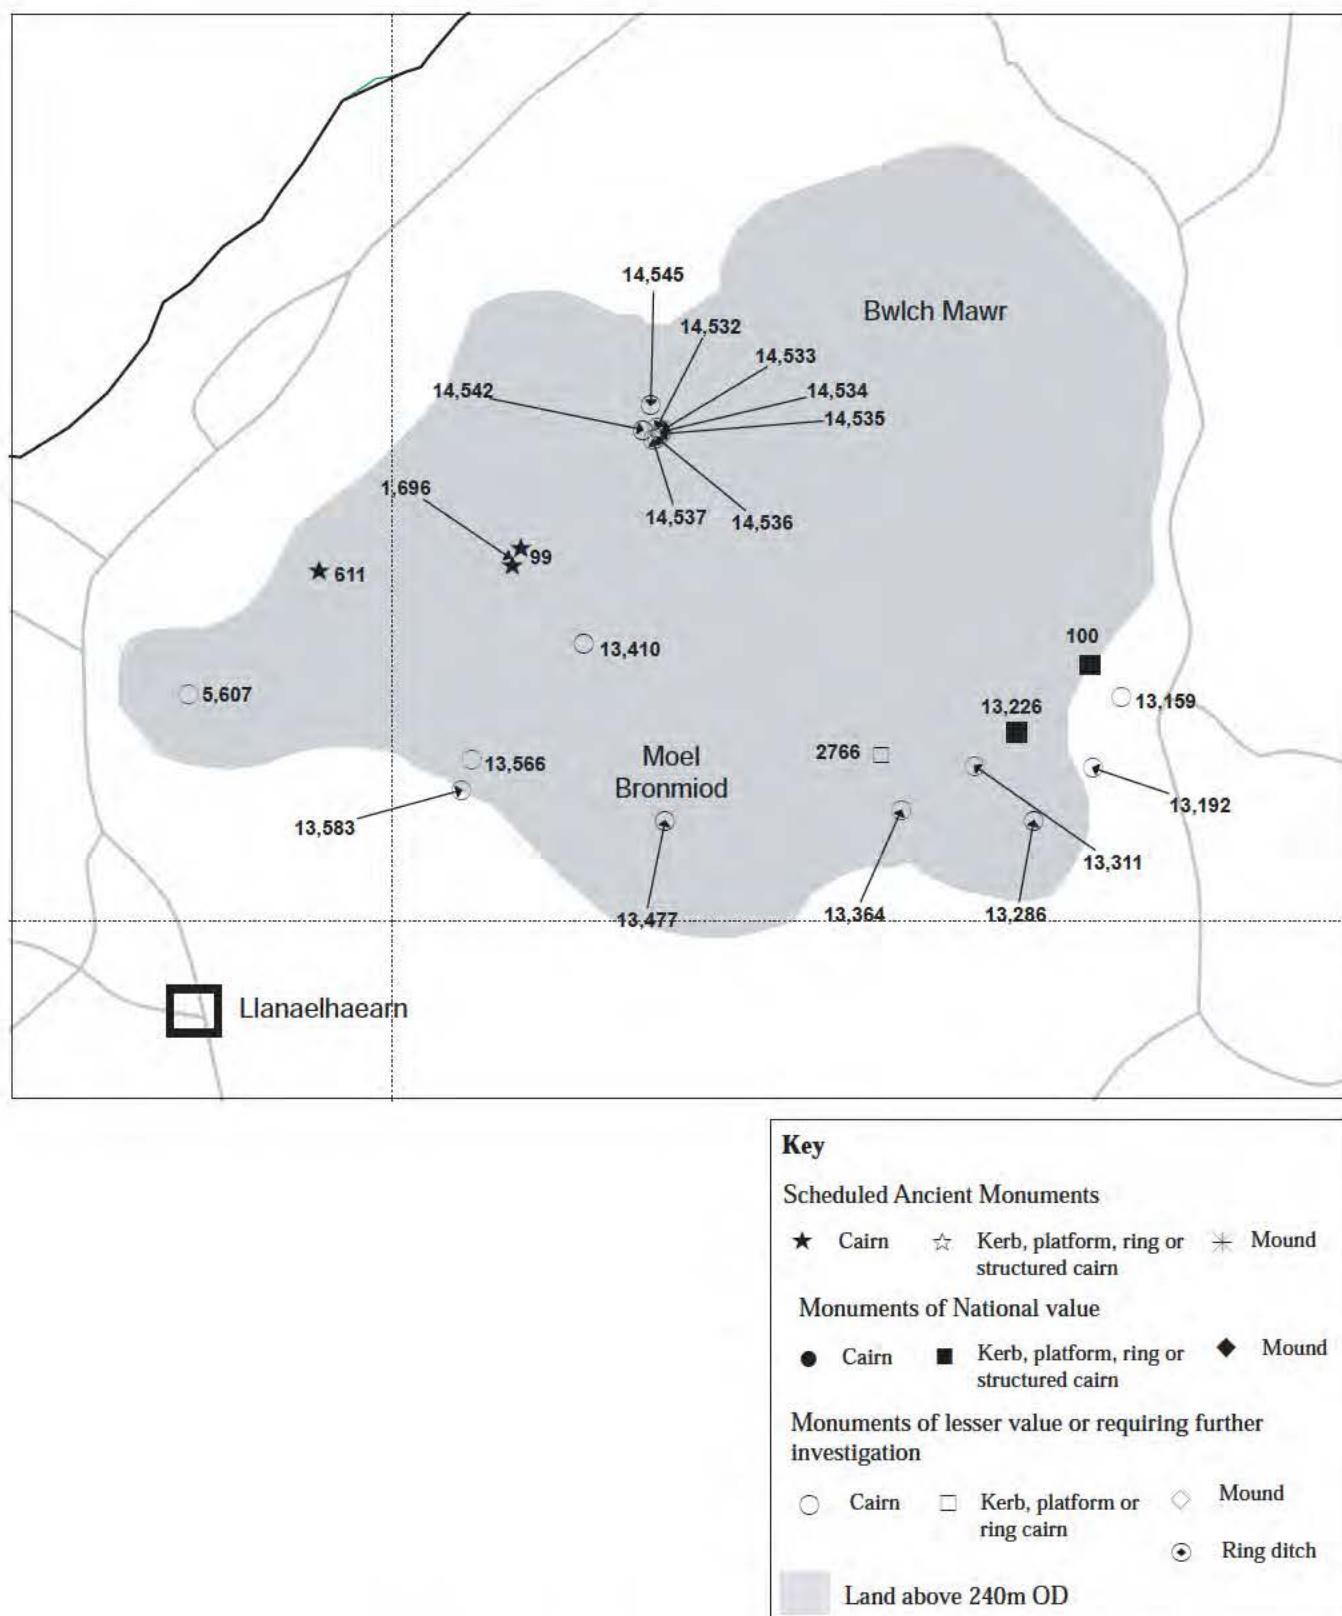 14,545
14,532
Bwlch Mawr
14,533
14,542
14,534
14,535
1,696
14,537
14,536
99
611
100
13,410
5,607
13,159
13,226
Moel
Bronmiod
2766
13,566
13,192
13,583
13,311
13,477
13,364
13,286
Llanaelhaearn
Key
Scheduled Ancient Monuments
Cairn
Kerb, platform, ring or
structured cairn
Mound
Monuments of National value
Cairn
Kerb, platform, ring or
structured cairn
Mound
Monuments of lesser value or requiring further
investigation
Cairn
Kerb, platform or
ring cairn
Mound
Ring ditch
Land above 240m OD